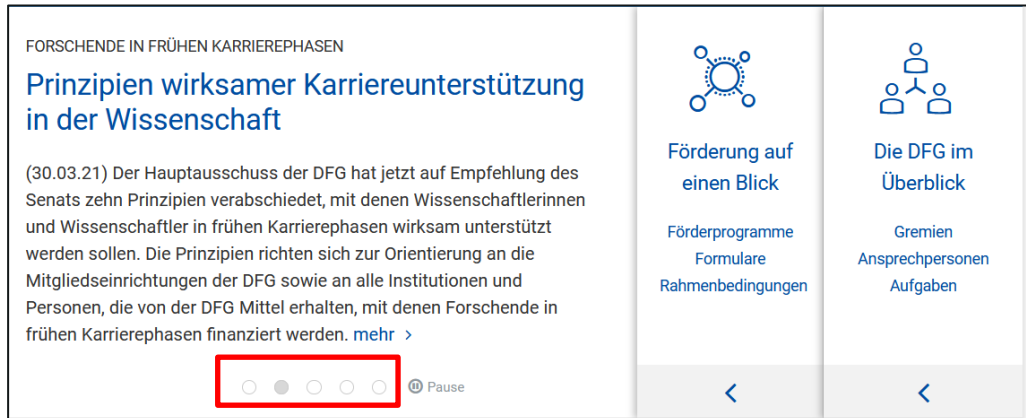 FORSCHENDE IN FRÜHEN KARRIEREPHASEN
Prinzipien wirksamer Karriereunterstützung
in der Wissenschaft
(30.03.21) Der Hauptausschuss der DFG hat jetzt auf Empfehlung des
Senats zehn Prinzipien verabschiedet, mit denen Wissenschaftlerinnen
und Wissenschaftler in frühen Karrierephasen wirksam unterstützt
werden sollen. Die Prinzipien richten sich zur Orientierung an die
Mitgliedseinrichtungen der DFG sowie an alle Institutionen und
Personen, die von der DFG Mittel erhalten, mit denen Forschende in
frühen Karrierephasen finanziert werden. mehr >
Pause
Förderung auf
einen Blick
Förderprogramme
Formulare
Rahmenbedingungen
Die DFG im
Überblick
Gremien
Ansprechpersonen
Aufgaben